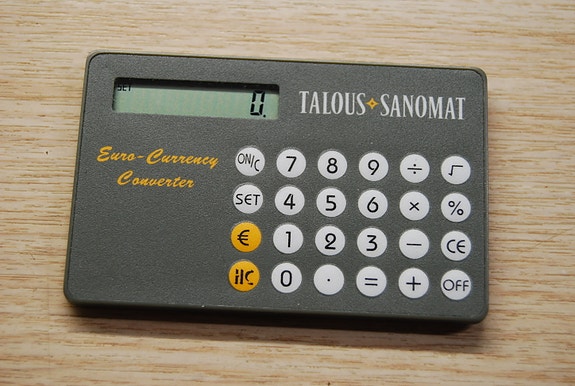 SET
0.
TALOUS✧SANOMAT
Euro-Currency
Converter
ON/C 7 8 9 ÷ √
SET 4 5 6 × %
€ 1 2 3 − CE
0 · = + OFF